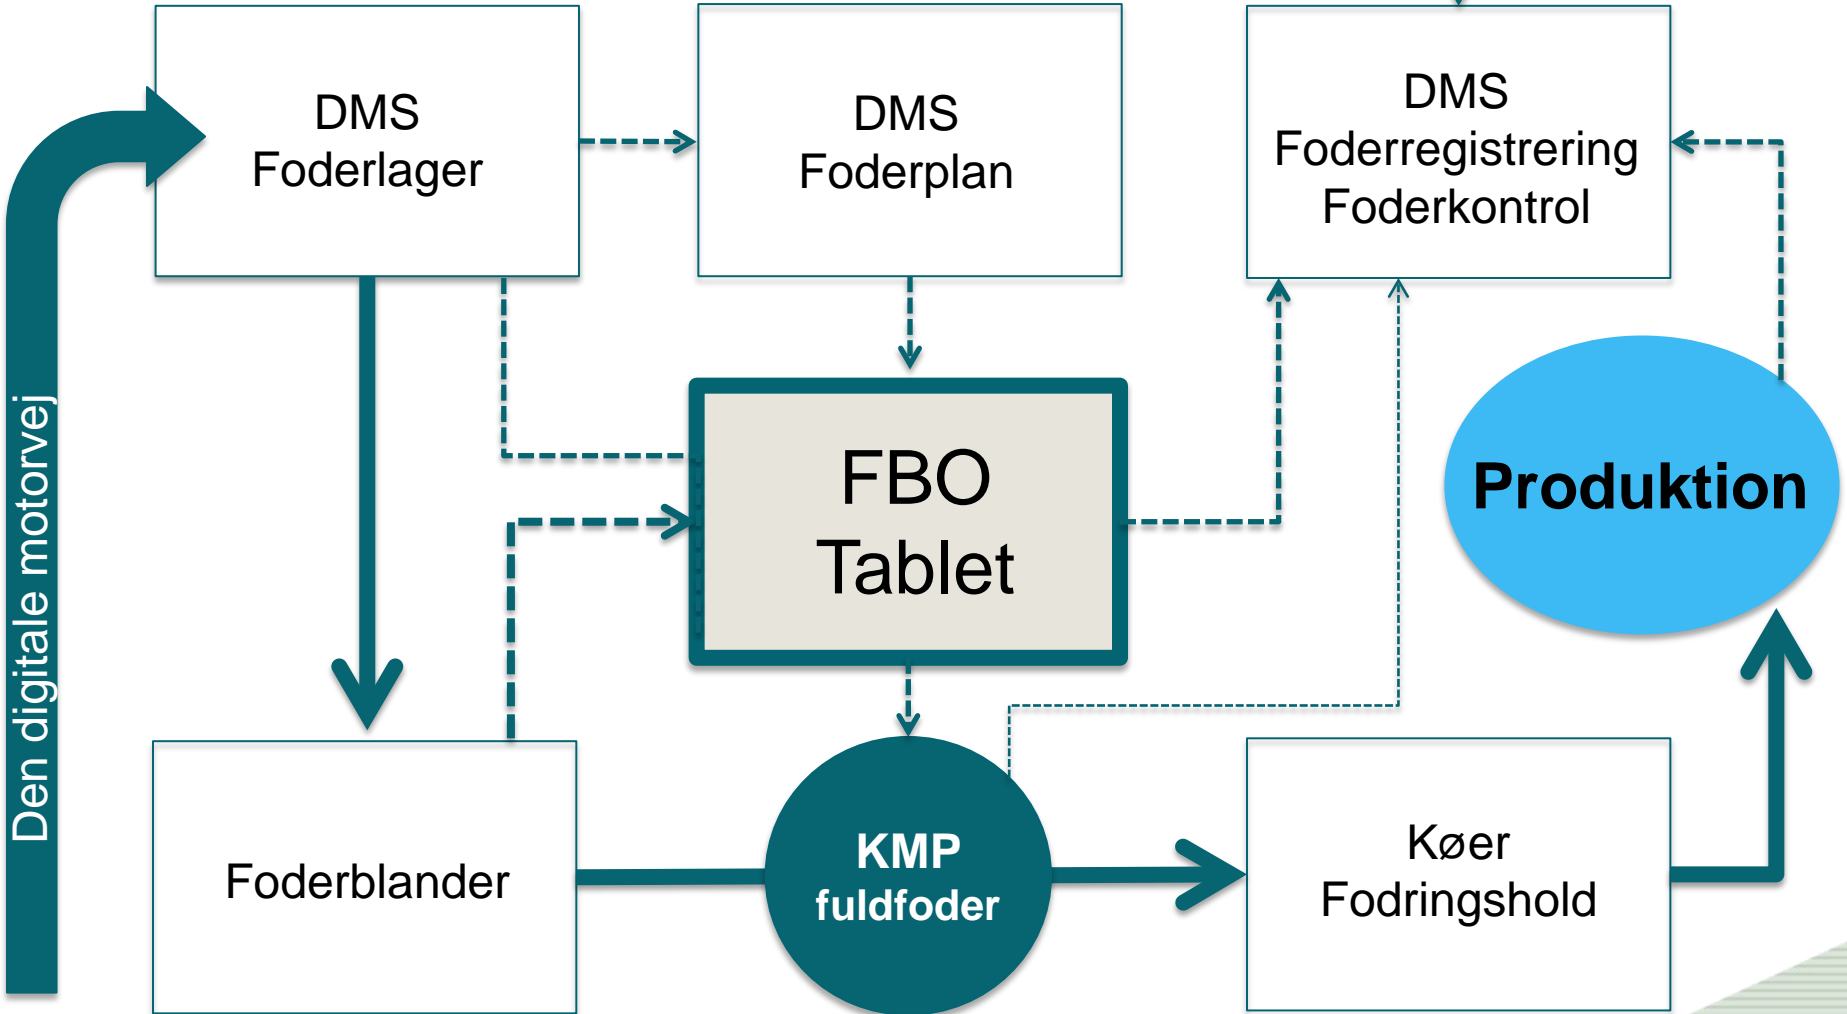 DMS
Foderlager
DMS
Foderplan
DMS
Foderregistrering
Foderkontrol
Den digitale motorvej
FBO
Tablet
Produktion
Foderblander
KMP
fuldfoder
Køer
Fodringshold